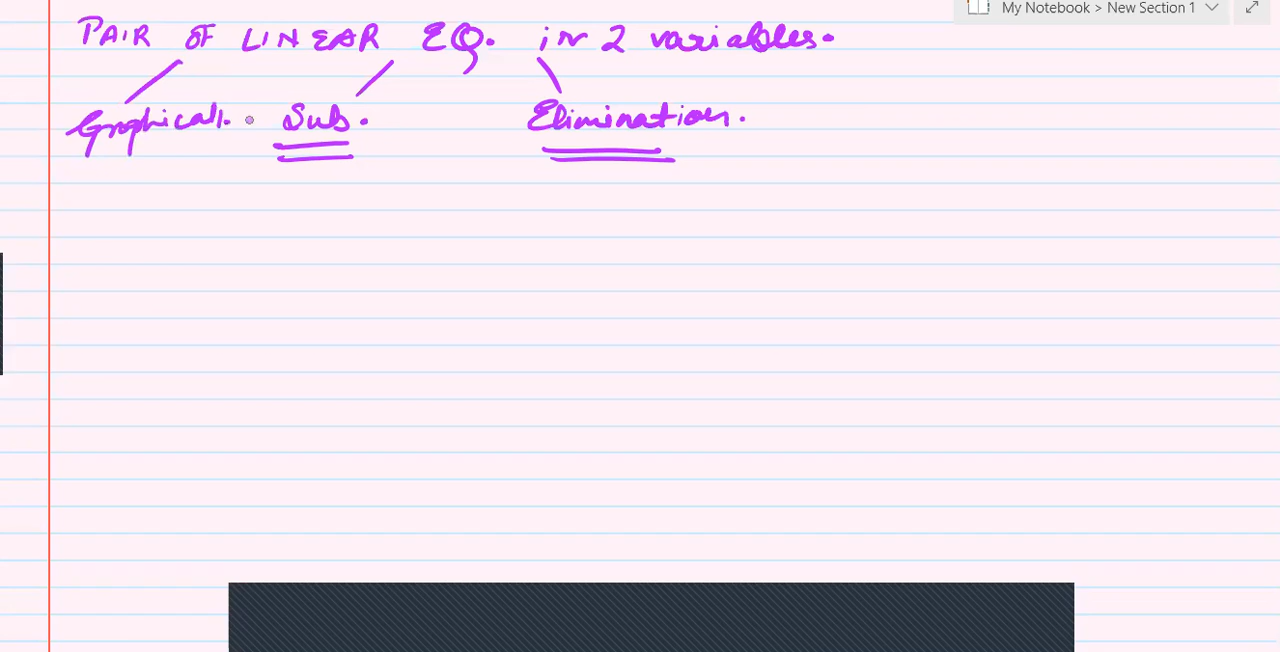 My Notebook > New Section 1
PAIR OF LINEAR EQ. in 2 variables.
Graphical. Sub. Elimination.